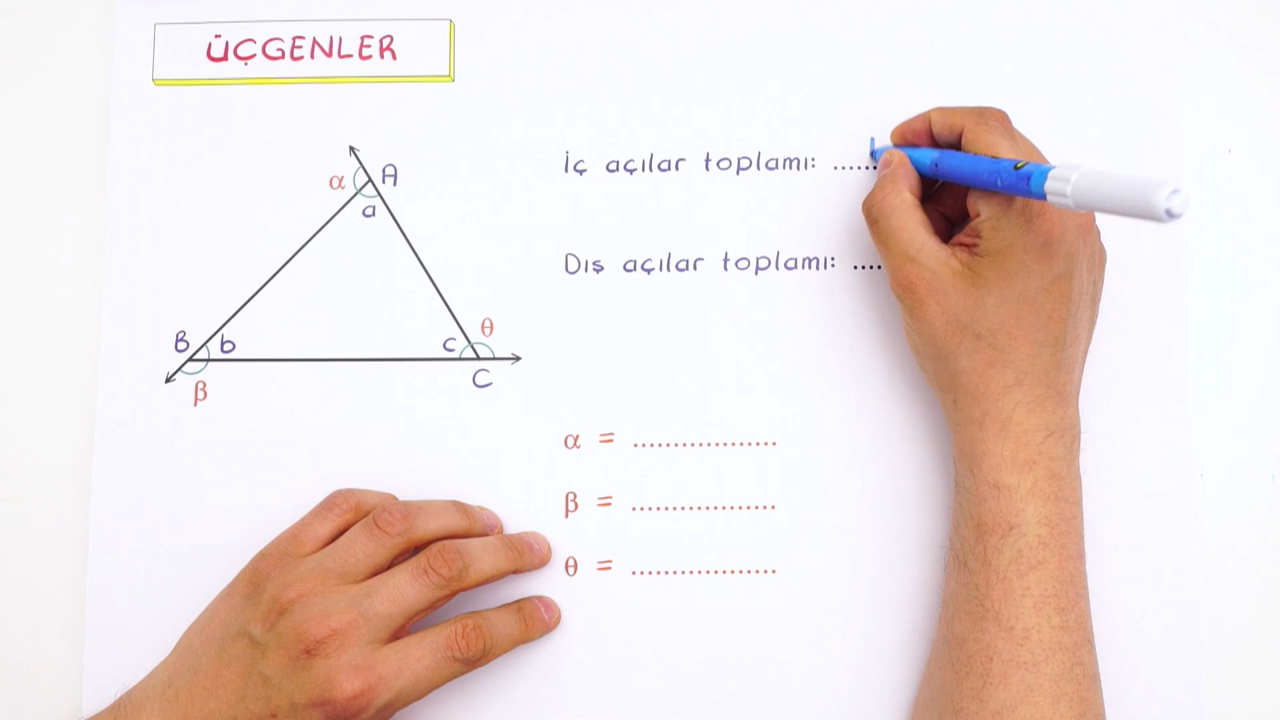 ÜÇGENLER
α A
a
B b
c θ
C
β
İç açılar toplamı: ......
Dış açılar toplamı: ....
α = ..................
β = ..................
θ = ..................